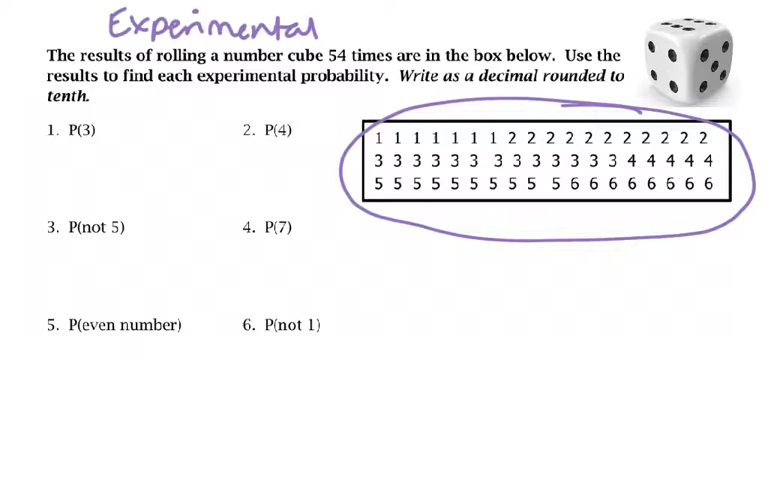 Experimental
The results of rolling a number cube 54 times are in the box below. Use the
results to find each experimental probability. Write as a decimal rounded to
tenth.
1. P(3) 2. P(4)
1 1 1 1 1 1 1 2 2 2 2 2 2 2 2 2 2 2
3 3 3 3 3 3 3 3 3 3 3 3 3 4 4 4 4 4
5 5 5 5 5 5 5 5 5 5 6 6 6 6 6 6 6 6
3. P(not 5) 4. P(7)
5. P(even number) 6. P(not 1)